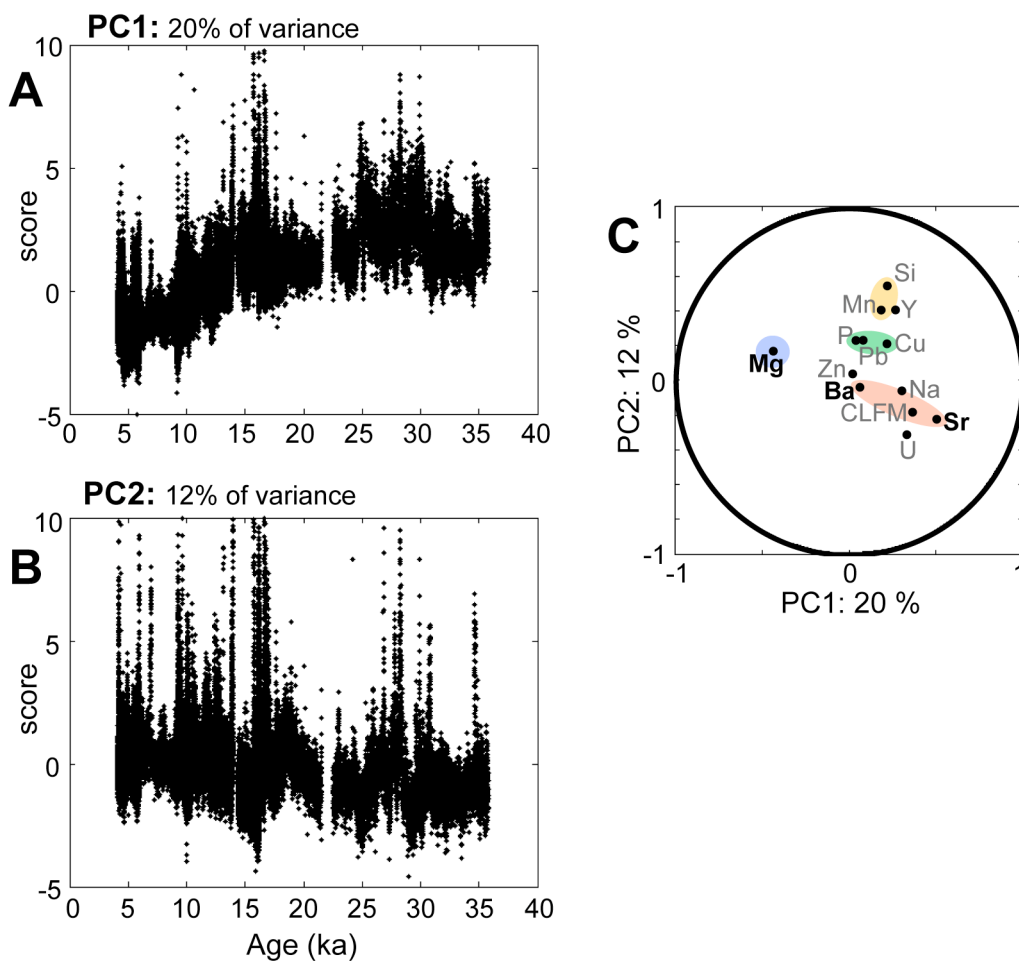 PC1: 20% of variance
A
10
5
0
-5
score
0 5 10 15 20 25 30 35 40
PC2: 12% of variance
B
10
5
0
-5
score
0 5 10 15 20 25 30 35 40
Age (ka)
C
1
0
-1
PC2: 12 %
Si
Mn Y
P Pb Cu
Mg
Zn
Ba Na
CLFM Sr
U
-1 0 1
PC1: 20 %